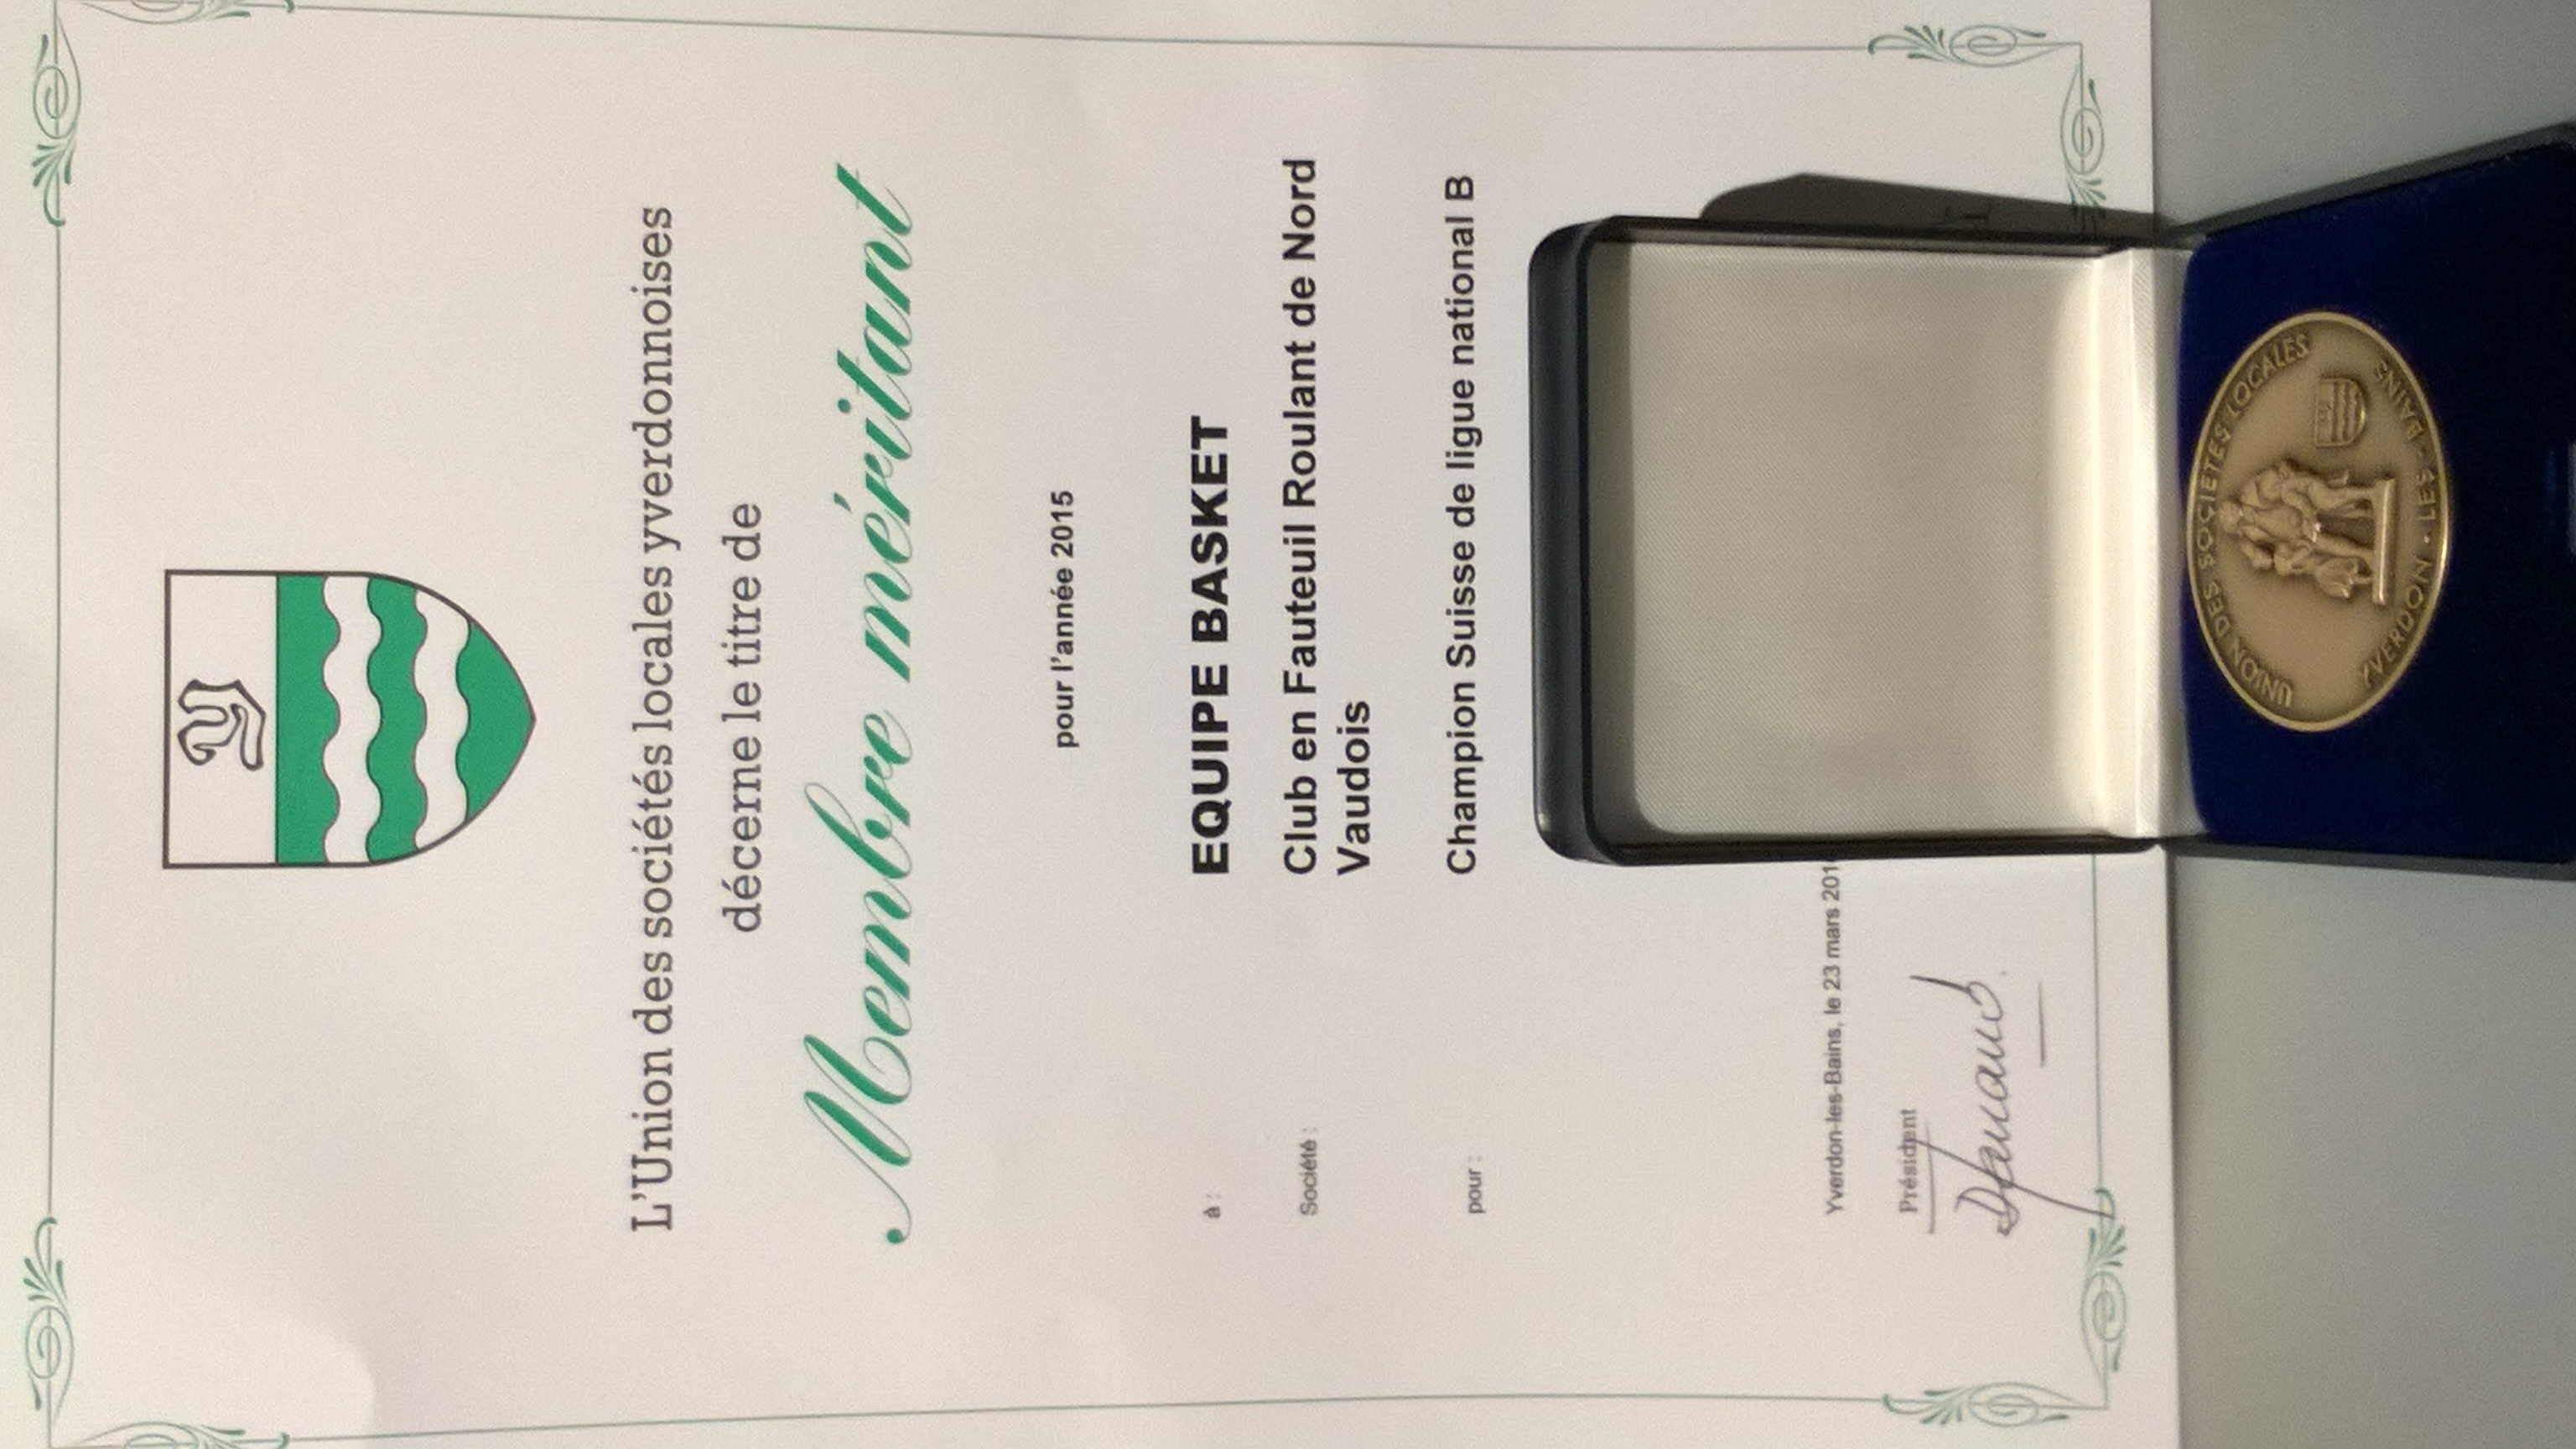 Y
L'Union des sociétés locales yverdonnoises
décerne le titre de
Membre méritant
pour l'année 2015
à : EQUIPE BASKET
Société : Club en Fauteuil Roulant de Nord
Vaudois
pour : Champion Suisse de ligue national B
Yverdon-les-Bains, le 23 mars 201
Président
UNION DES SOCIETES LOCALES
YVERDON - LES - BAINS